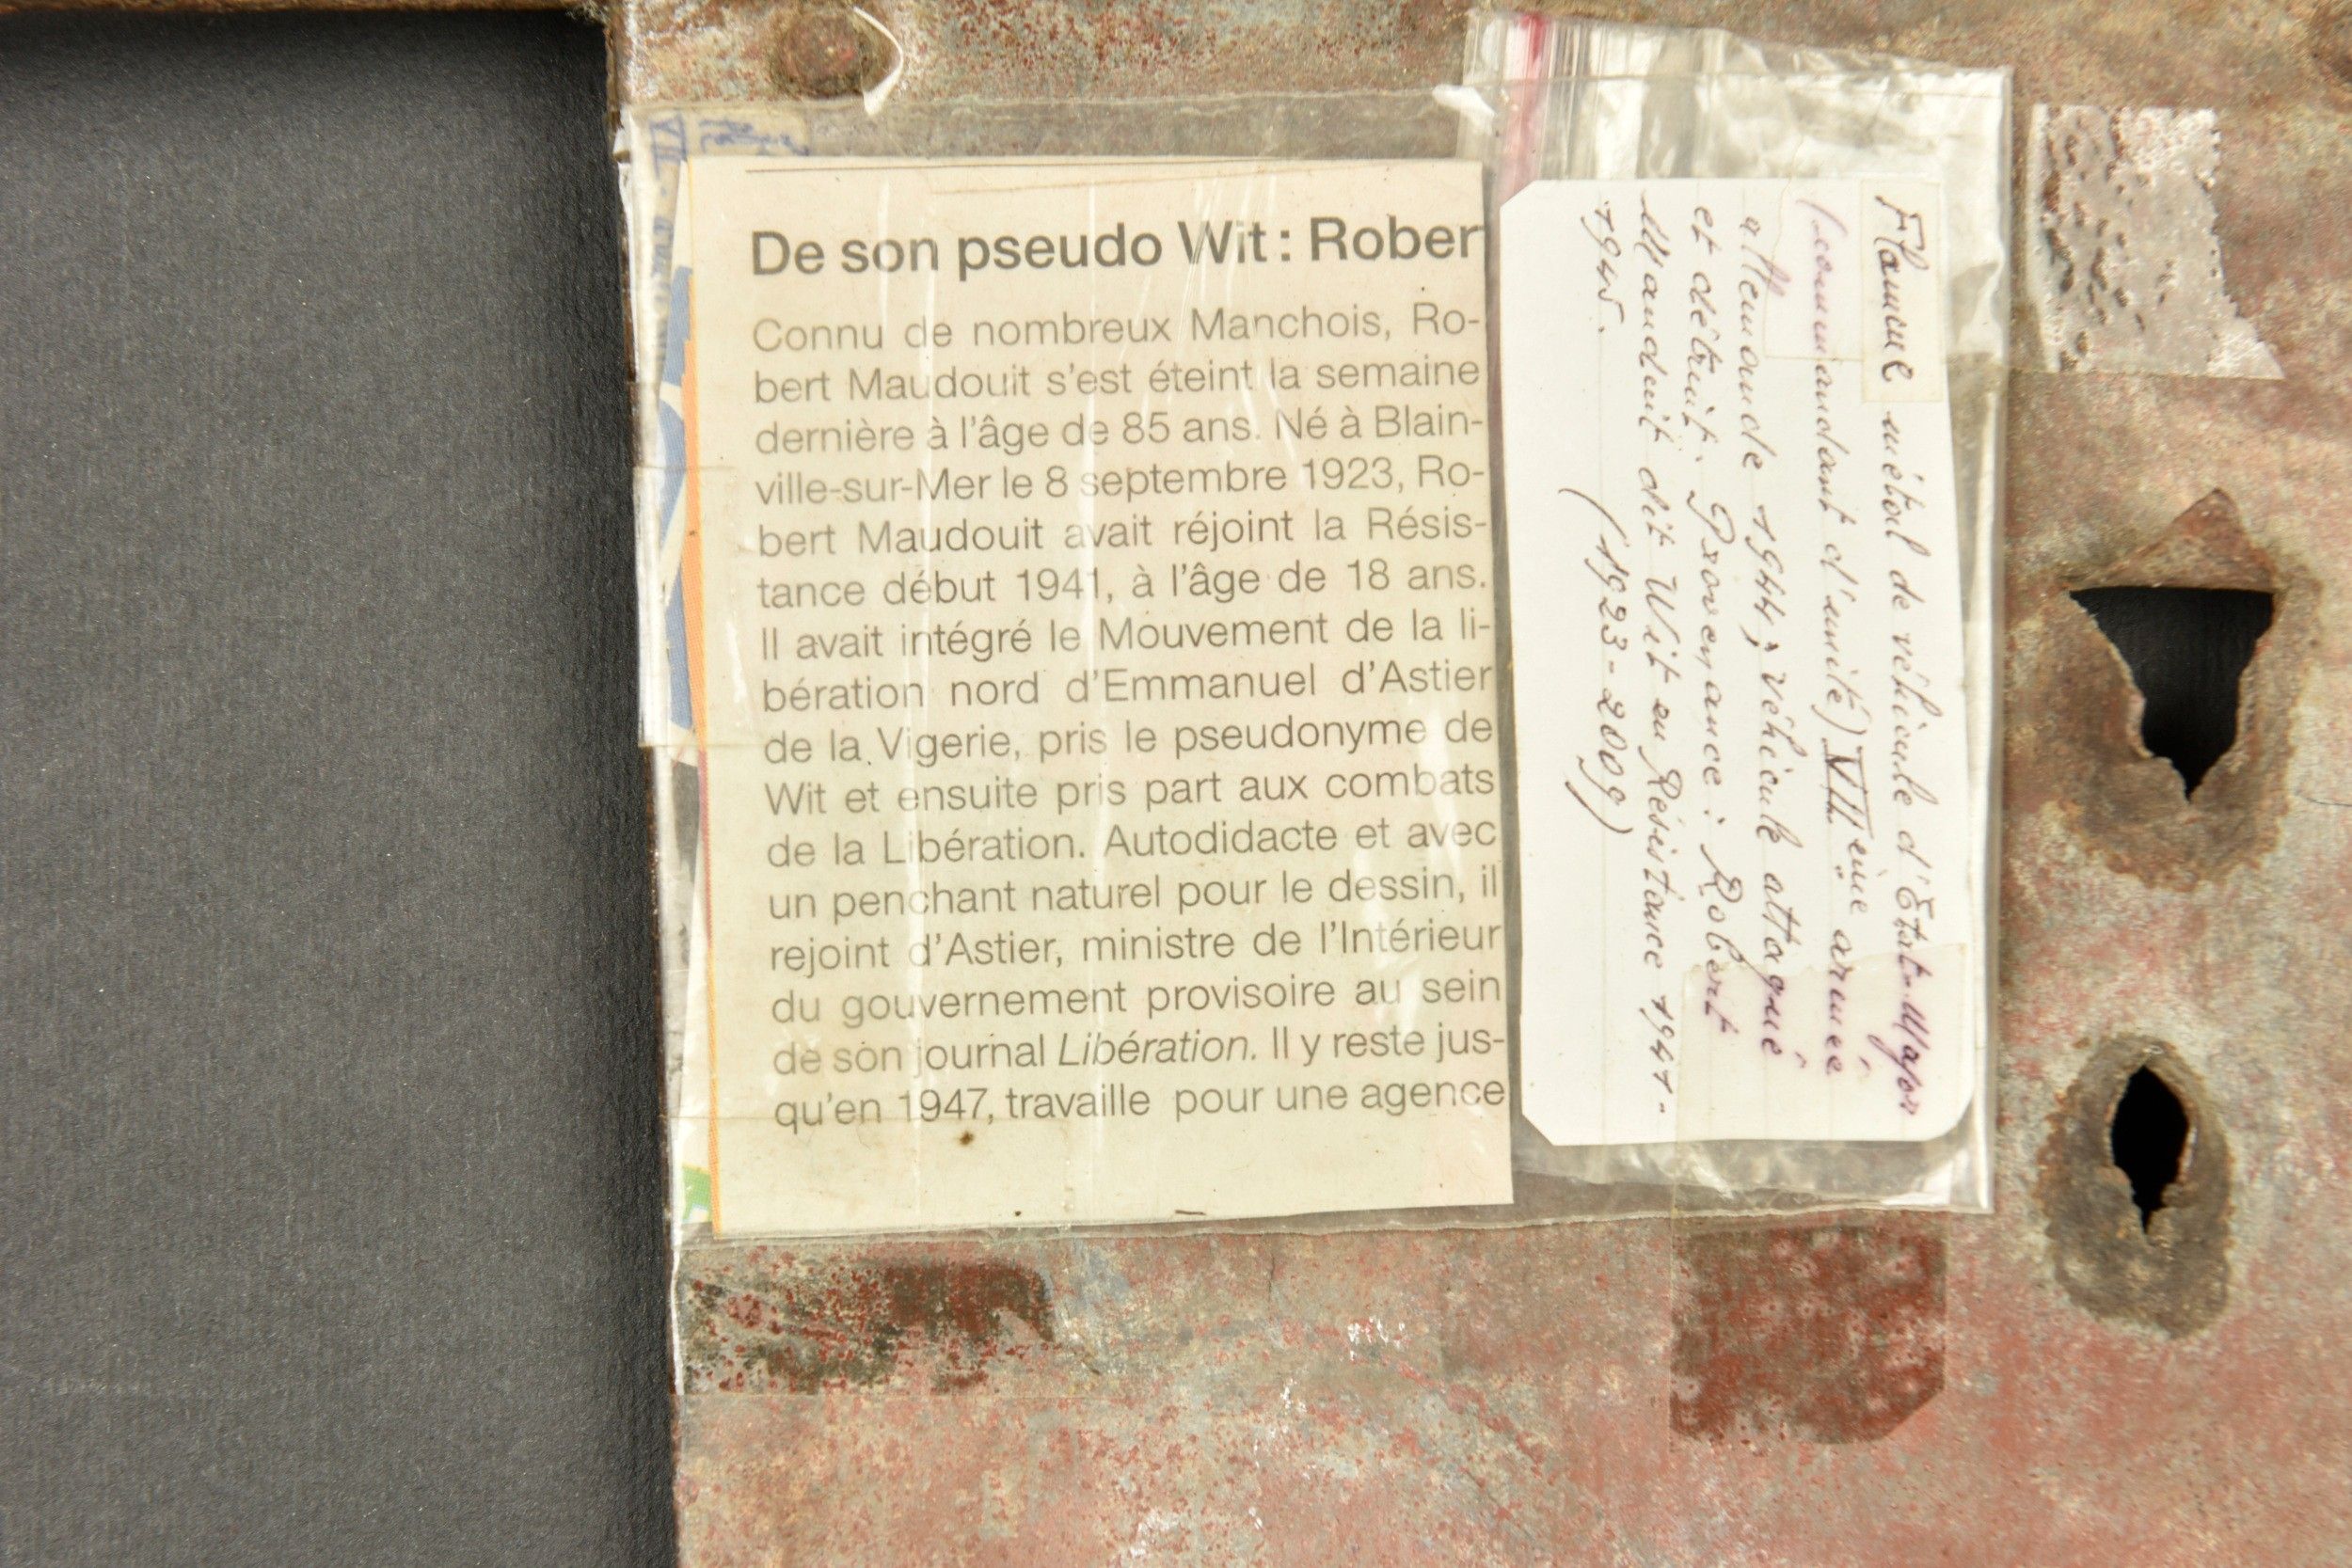 De son pseudo Wit : Rober
Connu de nombreux Manchois, Ro-
bert Maudouit s'est éteint la semaine
dernière à l'âge de 85 ans. Né à Blain-
ville-sur-Mer le 8 septembre 1923, Ro-
bert Maudouit avait réjoint la Résis-
tance début 1941, à l'âge de 18 ans.
Il avait intégré le Mouvement de la li-
bération nord d'Emmanuel d'Astier
de la Vigerie, pris le pseudonyme de
Wit et ensuite pris part aux combats
de la Libération. Autodidacte et avec
un penchant naturel pour le dessin, il
rejoint d'Astier, ministre de l'Intérieur
du gouvernement provisoire au sein
de son journal Libération. Il y reste jus-
qu'en 1947, travaille pour une agence
Flamme métal de véhicule d'État-Major
(commandant d'unité) VIIeme armée
allemande 1944; véhicule attaqué
et détruit. Provenance : Robert
Mauduit dit Wit en Résistance 1941-
1945. (1923-2009)